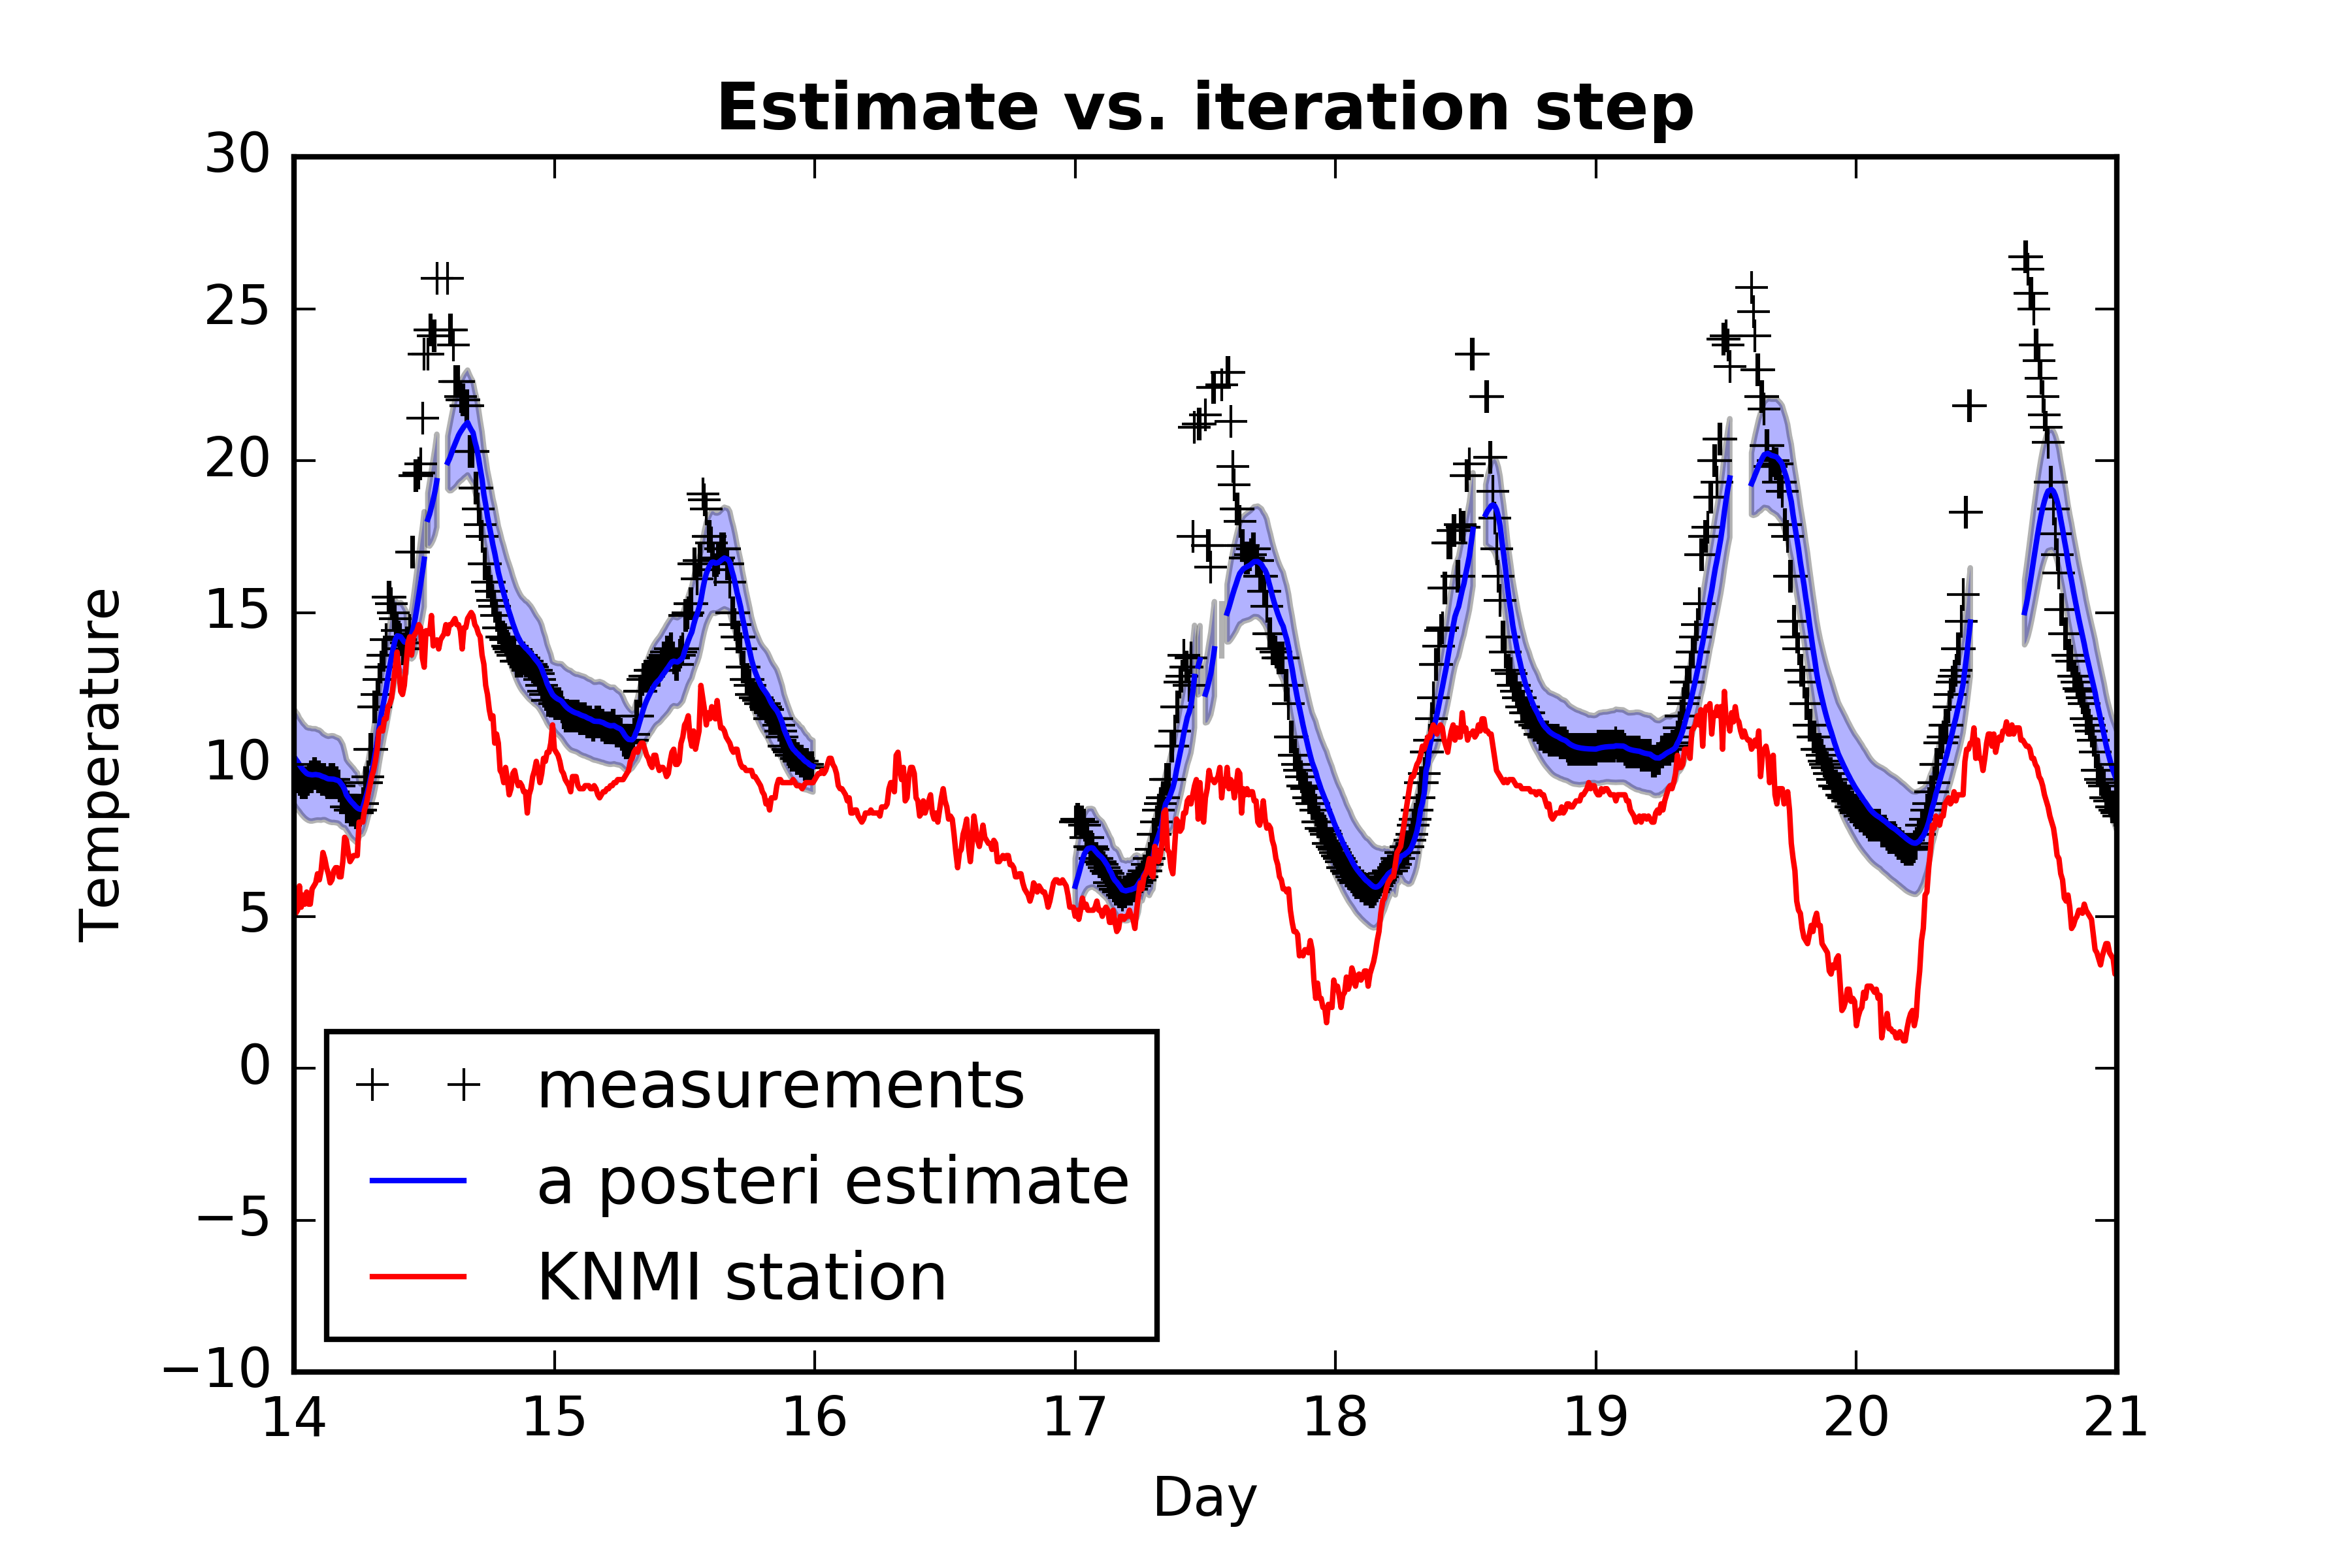 Estimate vs. iteration step
30
25
20
15
10
5
0
−5
−10
Temperature
measurements
a posteri estimate
KNMI station
14 15 16 17 18 19 20 21
Day